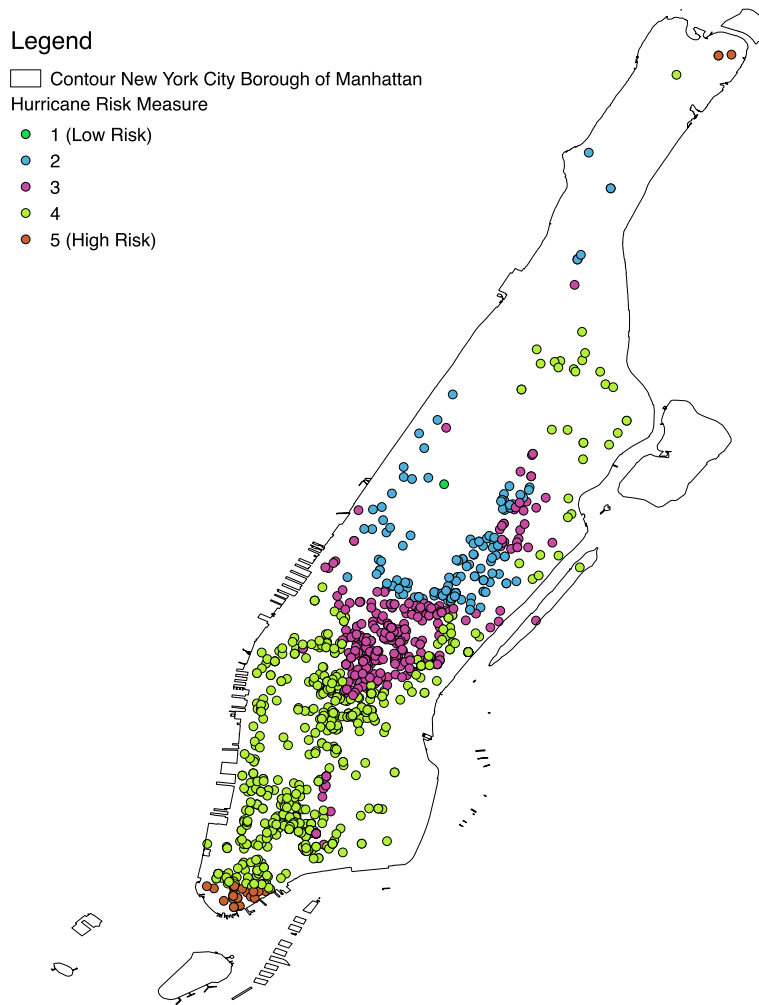 Legend
Contour New York City Borough of Manhattan
Hurricane Risk Measure
1 (Low Risk)
2
3
4
5 (High Risk)